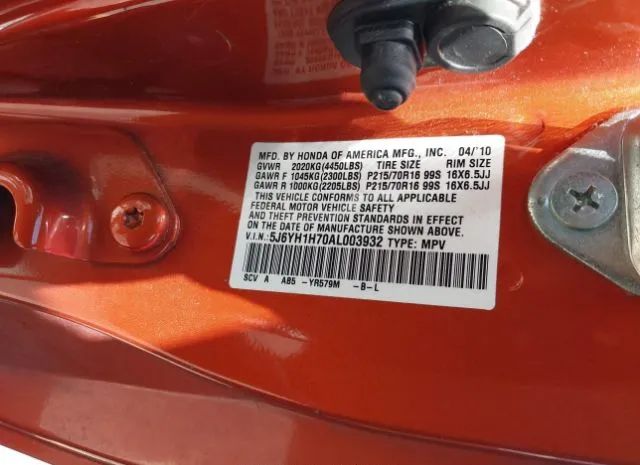 MFD. BY HONDA OF AMERICA MFG., INC. 04/'10
GVWR 2020KG(4450LBS) TIRE SIZE RIM SIZE
GAWR F 1045KG(2300LBS) P215/70R16 99S 16X6.5JJ
GAWR R 1000KG(2205LBS) P215/70R16 99S 16X6.5JJ
THIS VEHICLE CONFORMS TO ALL APPLICABLE
FEDERAL MOTOR VEHICLE SAFETY
AND THEFT PREVENTION STANDARDS IN EFFECT
ON THE DATE OF MANUFACTURE SHOWN ABOVE.
V.I.N.: 5J6YH1H70AL003932 TYPE: MPV
SCV A AB5 -YR579M -B-L